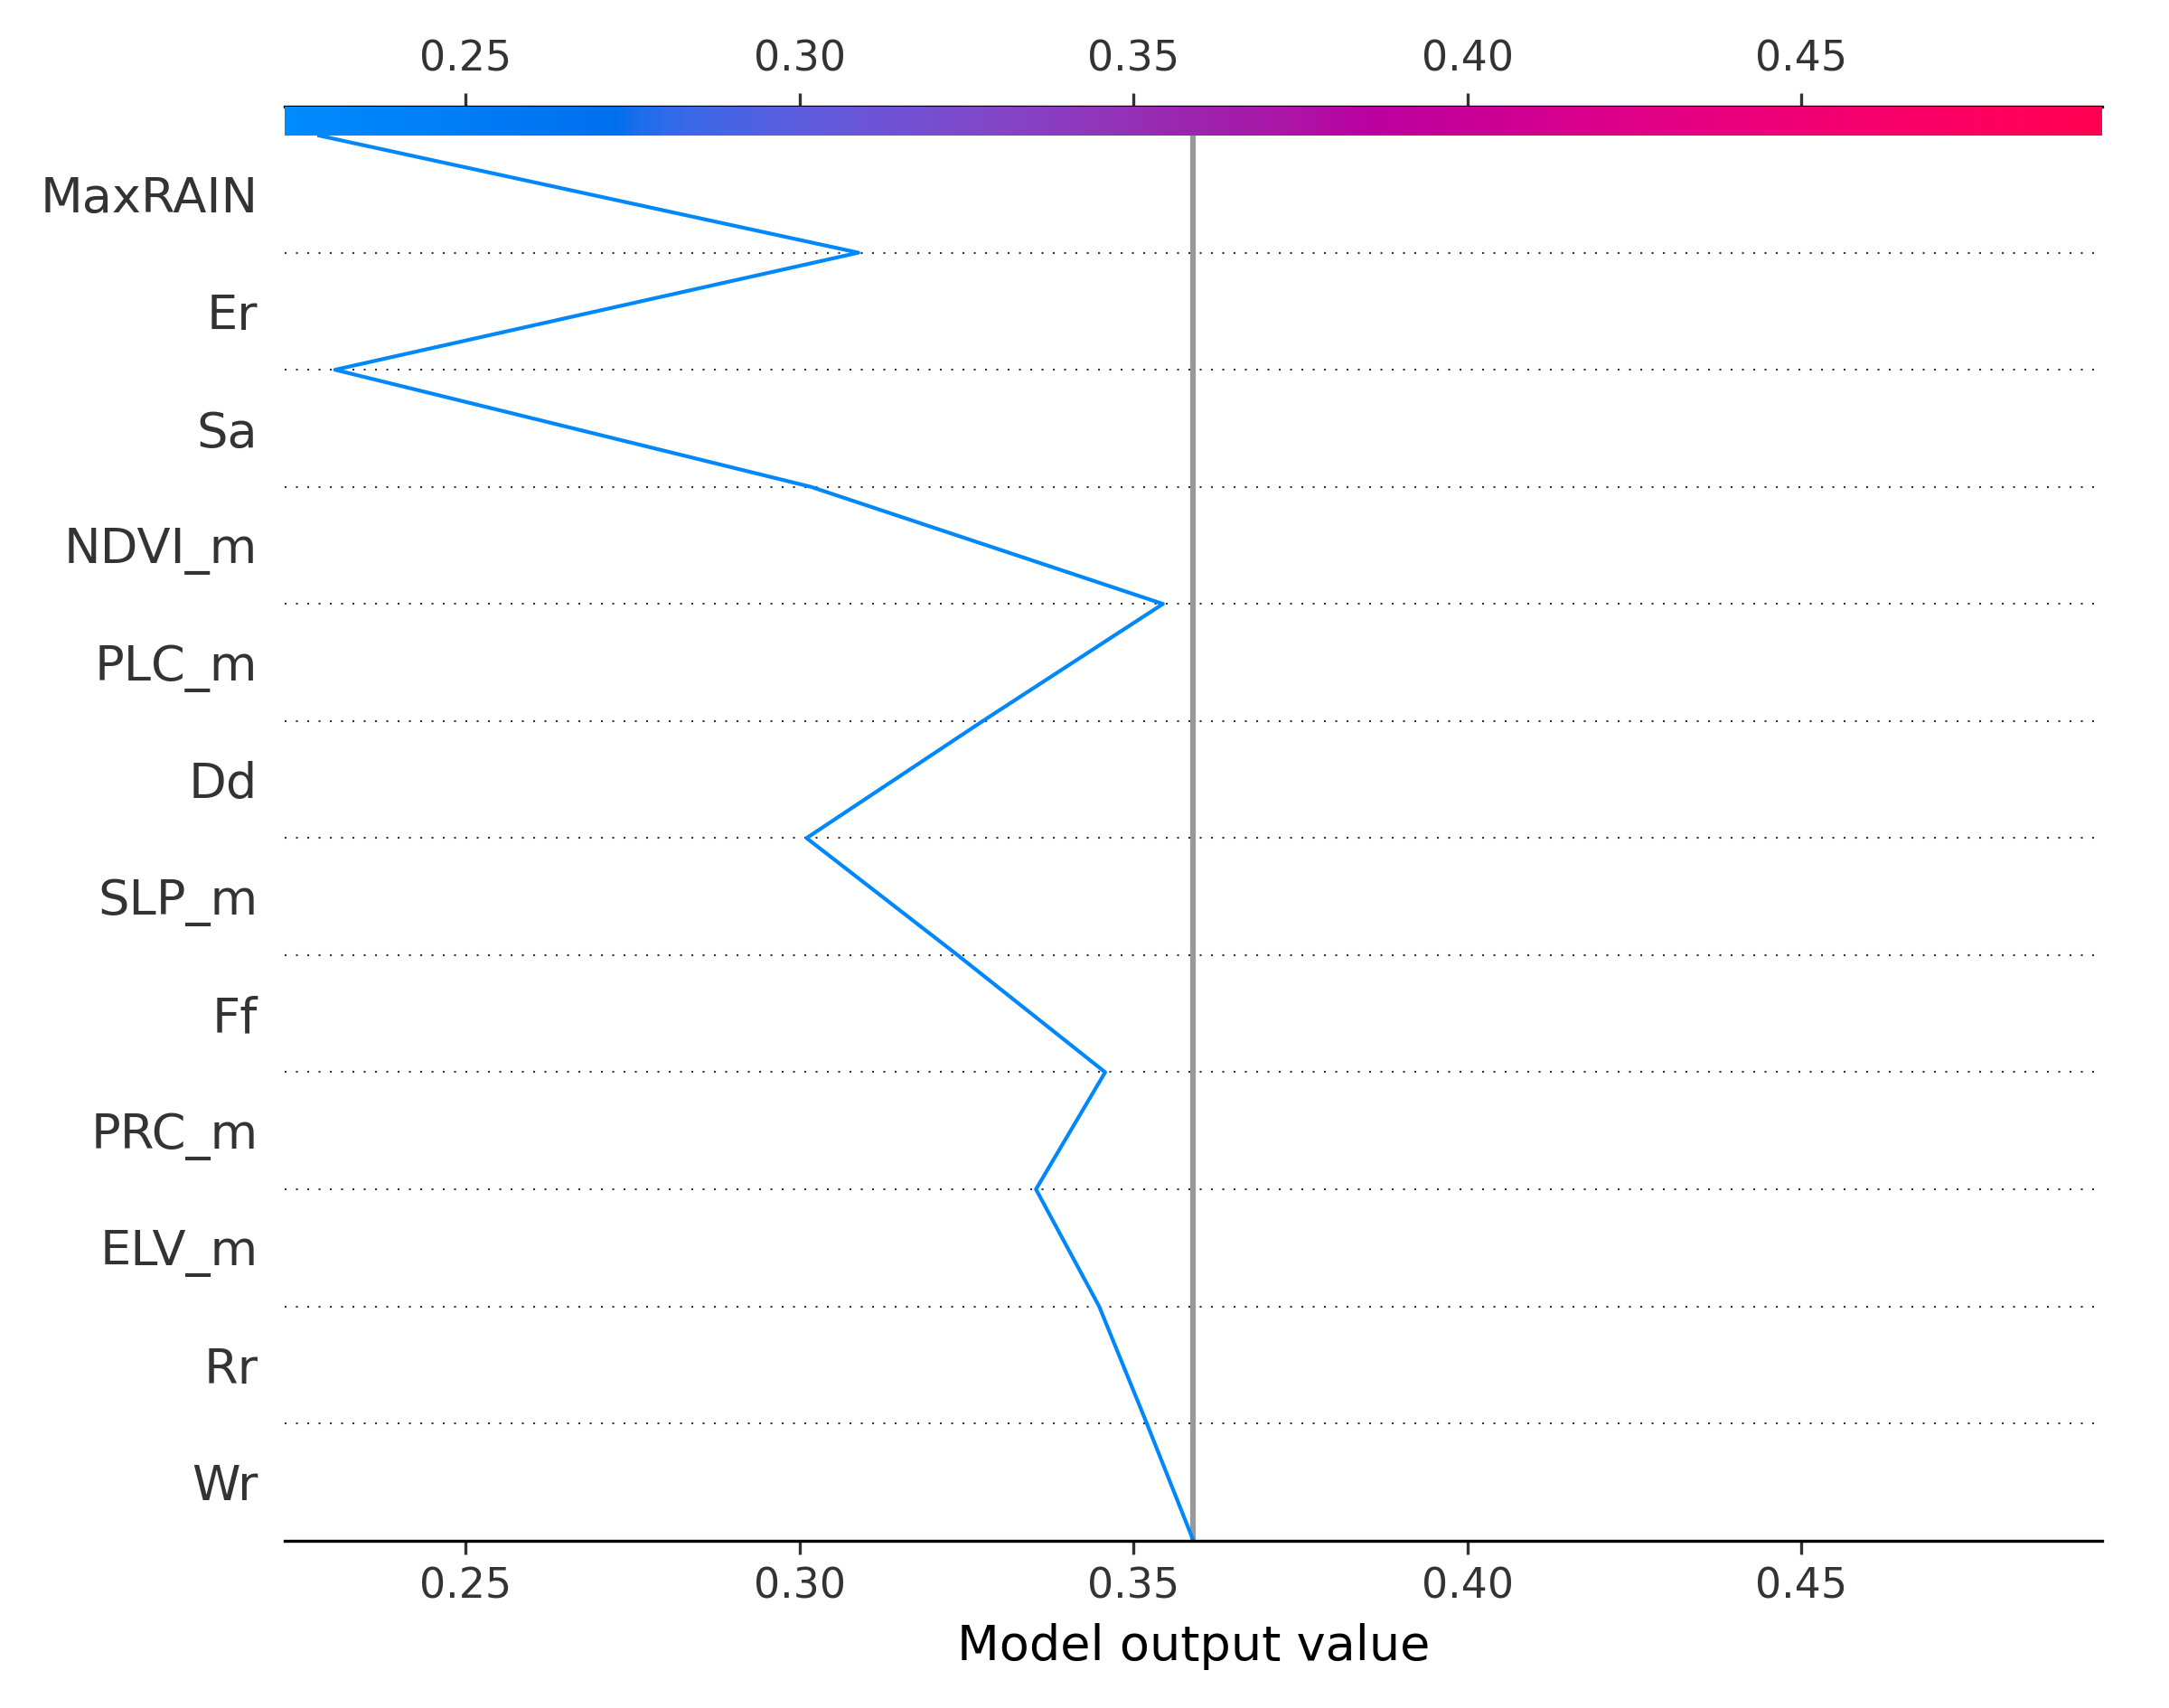 0.25 0.30 0.35 0.40 0.45
MaxRAIN
Er
Sa
NDVI_m
PLC_m
Dd
SLP_m
Ff
PRC_m
ELV_m
Rr
Wr
0.25 0.30 0.35 0.40 0.45
Model output value